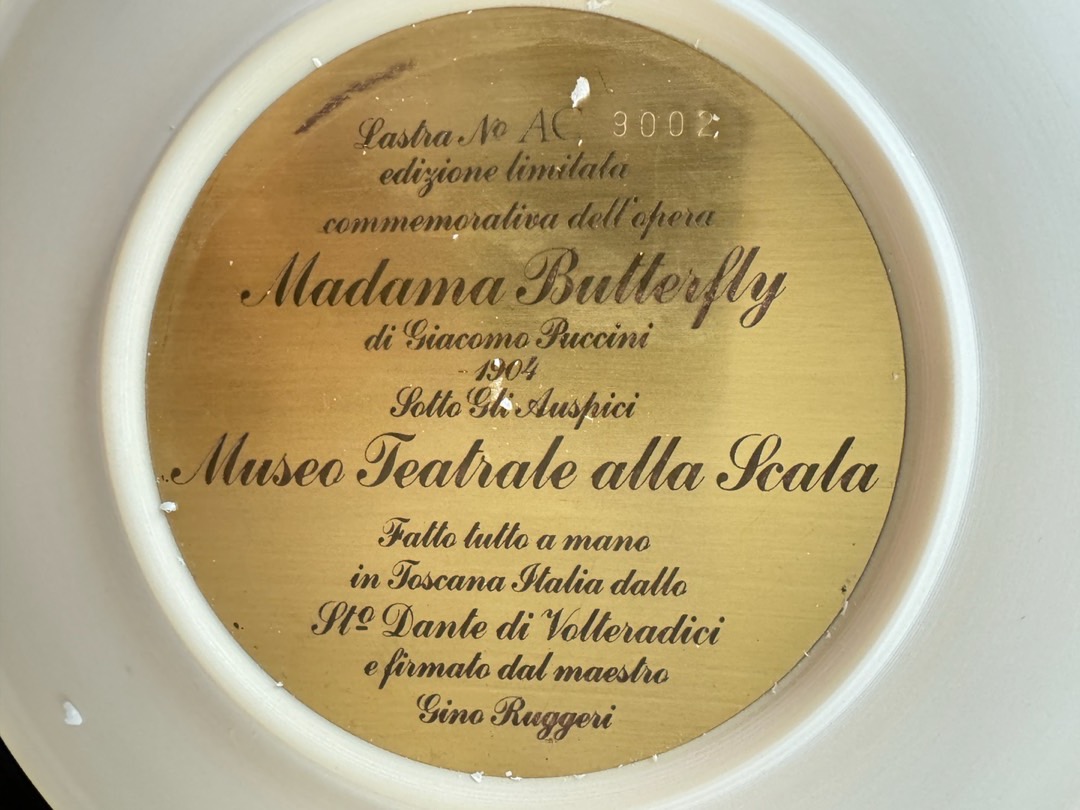 Lastra Nº AC 9002
edizione limitata
commemorativa dell'opera
Madama Butterfly
di Giacomo Puccini
1904
Sotto Gli Auspici
Museo Teatrale alla Scala
Fatto tutto a mano
in Toscana Italia dallo
Stº Dante di Volteradici
e firmato dal maestro
Gino Ruggeri